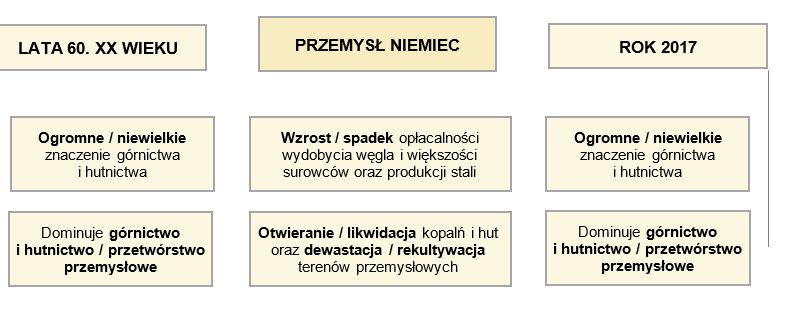 LATA 60. XX WIEKU
PRZEMYSŁ NIEMIEC
ROK 2017
Ogromne / niewielkie
znaczenie górnictwa
i hutnictwa
Wzrost / spadek opłacalności
wydobycia węgla i większości
surowców oraz produkcji stali
Ogromne / niewielkie
znaczenie górnictwa
i hutnictwa
Dominuje górnictwo
i hutnictwo / przetwórstwo
przemysłowe
Otwieranie / likwidacja kopalń i hut
oraz dewastacja / rekultywacja
terenów przemysłowych
Dominuje górnictwo
i hutnictwo / przetwórstwo
przemysłowe